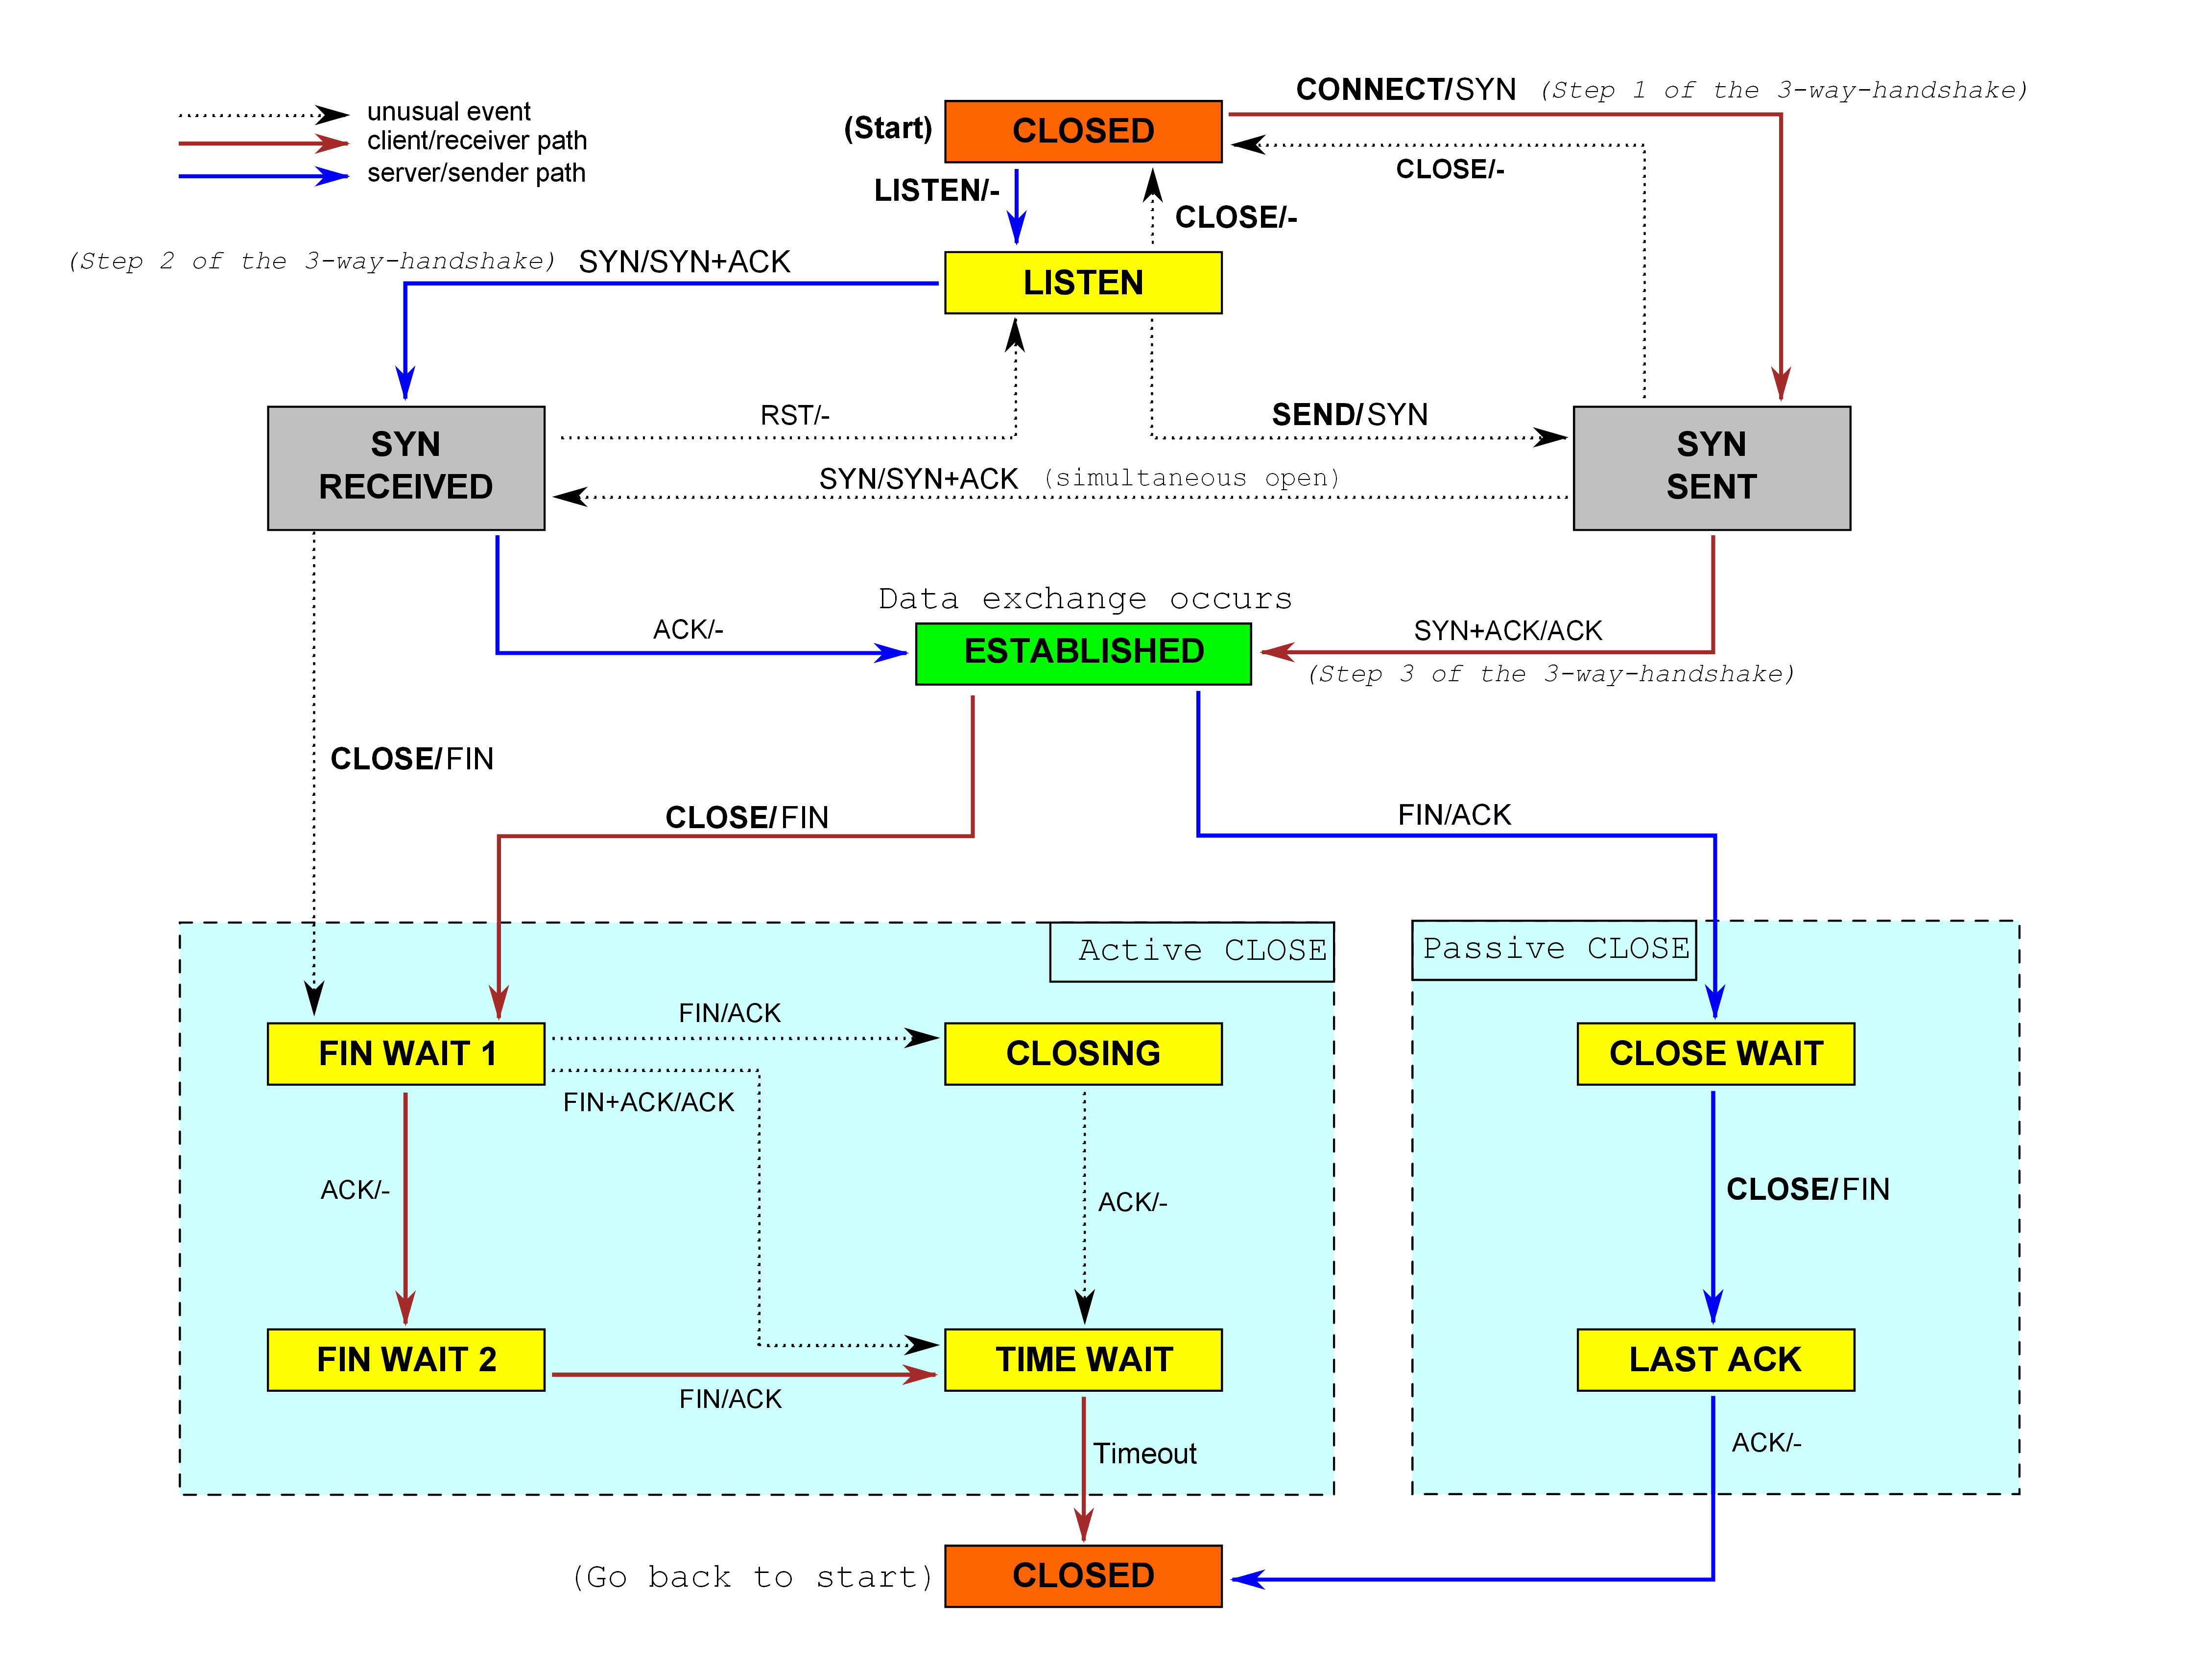 unusual event
client/receiver path
server/sender path
CONNECT/SYN (Step 1 of the 3-way-handshake)
(Start)
CLOSED
CLOSE/-
LISTEN/-
CLOSE/-
(Step 2 of the 3-way-handshake) SYN/SYN+ACK
LISTEN
RST/-
SEND/SYN
SYN
RECEIVED
SYN
SENT
SYN/SYN+ACK (simultaneous open)
Data exchange occurs
ACK/-
ESTABLISHED
SYN+ACK/ACK
(Step 3 of the 3-way-handshake)
CLOSE/FIN
CLOSE/FIN
FIN/ACK
Active CLOSE
Passive CLOSE
FIN/ACK
FIN WAIT 1
CLOSING
CLOSE WAIT
FIN+ACK/ACK
ACK/-
ACK/-
CLOSE/FIN
FIN WAIT 2
TIME WAIT
LAST ACK
FIN/ACK
Timeout
ACK/-
(Go back to start)
CLOSED